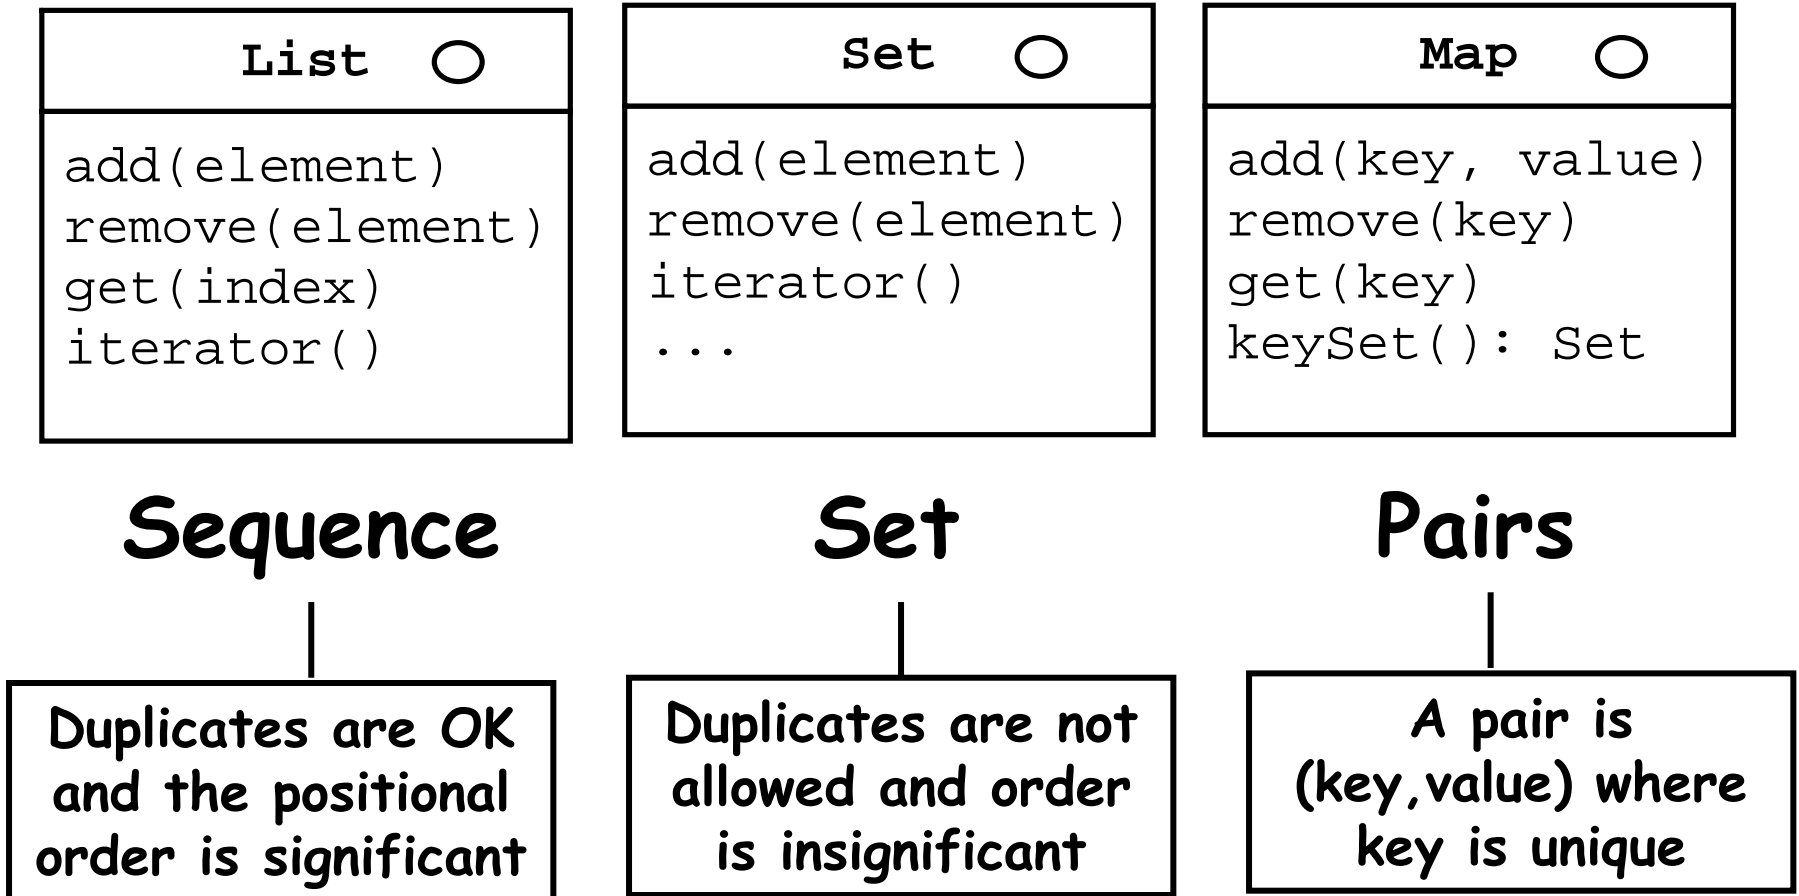 List
add(element)
remove(element)
get(index)
iterator()
Sequence
Duplicates are OK
and the positional
order is significant
Set
add(element)
remove(element)
iterator()
...
Set
Duplicates are not
allowed and order
is insignificant
Map
add(key, value)
remove(key)
get(key)
keySet(): Set
Pairs
A pair is
(key,value) where
key is unique